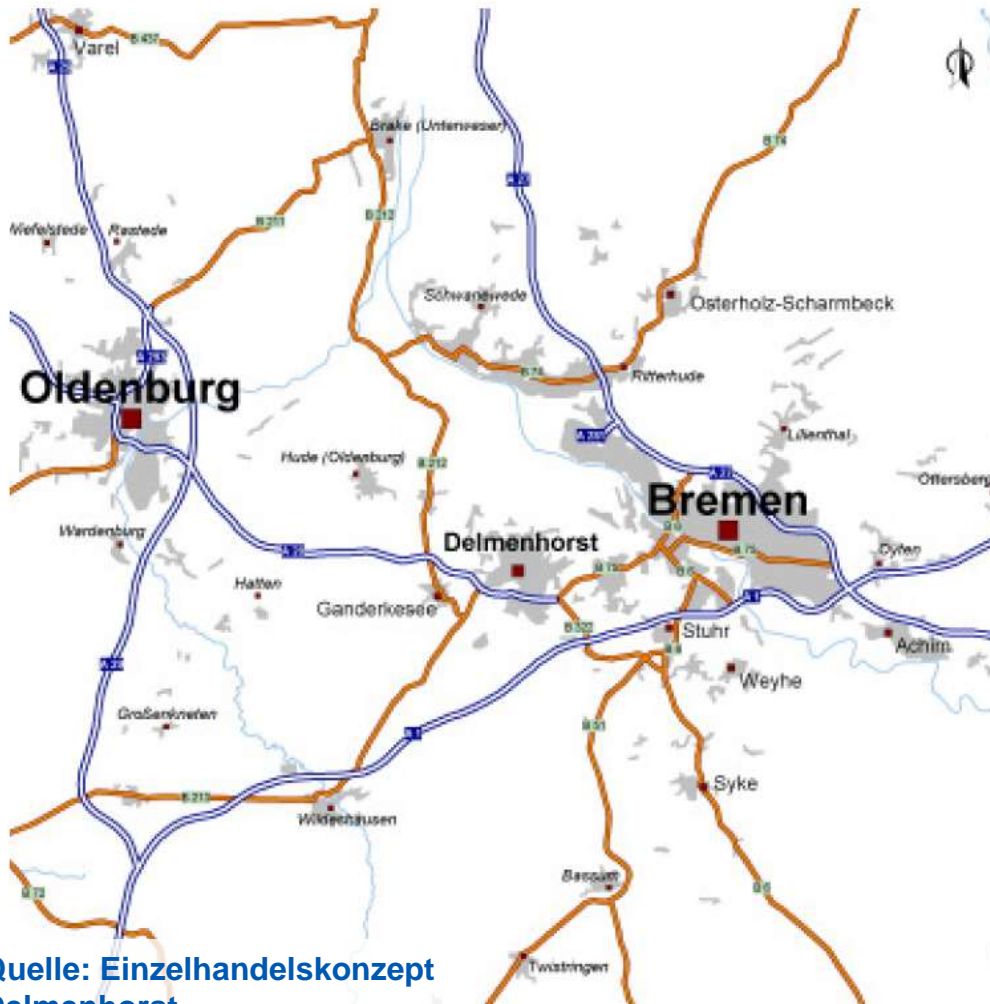 B 437
Varel
A 29
Brake (Unterweser)
B 74
A 27
B 212
B 211
Wiefelstede
Rastede
Schwanewede
Osterholz-Scharmbeck
A 293
B 74
Ritterhude
Oldenburg
Lilienthal
Hude (Oldenburg)
B 212
A 27
Ottersberg
Bremen
B 6
Wardenburg
Delmenhorst
A 28
B 75
Oyten
B 75
B 6
Hatten
Ganderkesee
A 1
B 322
Stuhr
Achim
B 6
A 29
Weyhe
Großenkneten
B 51
A 1
Syke
B 213
Wildeshausen
Bassum
B 6
B 72
Twistringen
Quelle: Einzelhandelskonzept
Delmenhorst